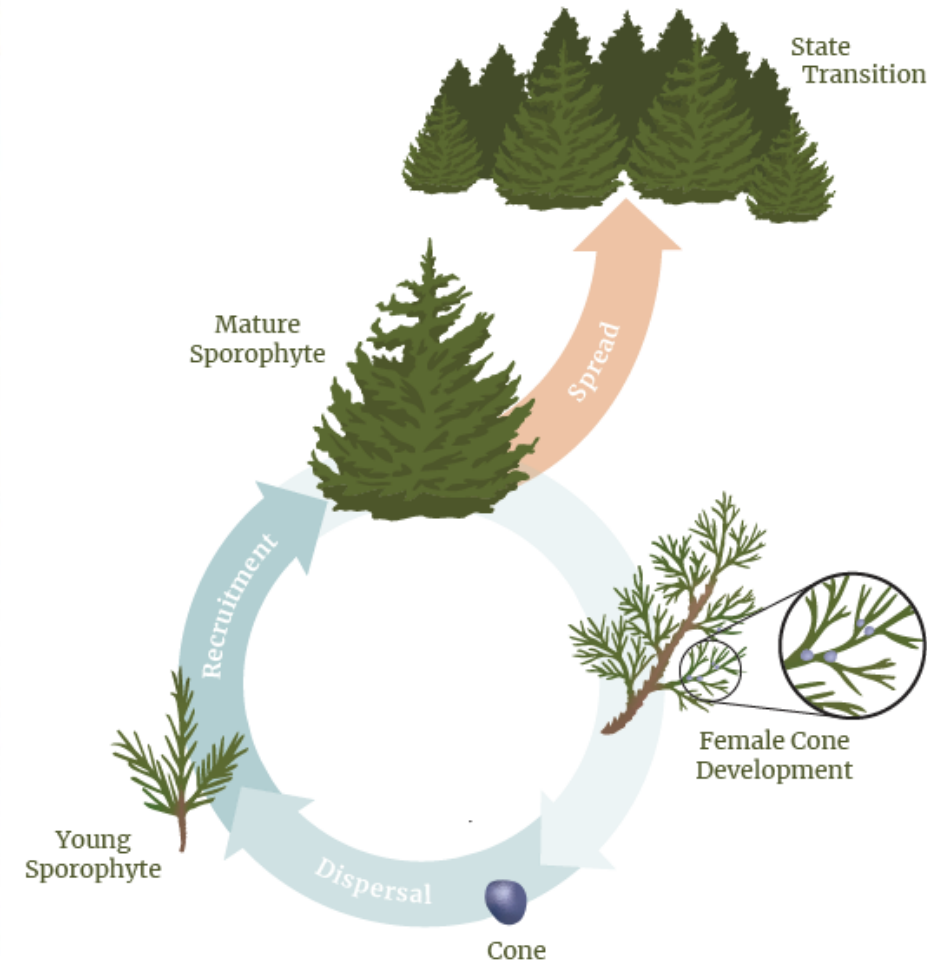 State
Transition
Mature
Sporophyte
Spread
Recruitment
Female Cone
Development
Young
Sporophyte
Dispersal
Cone